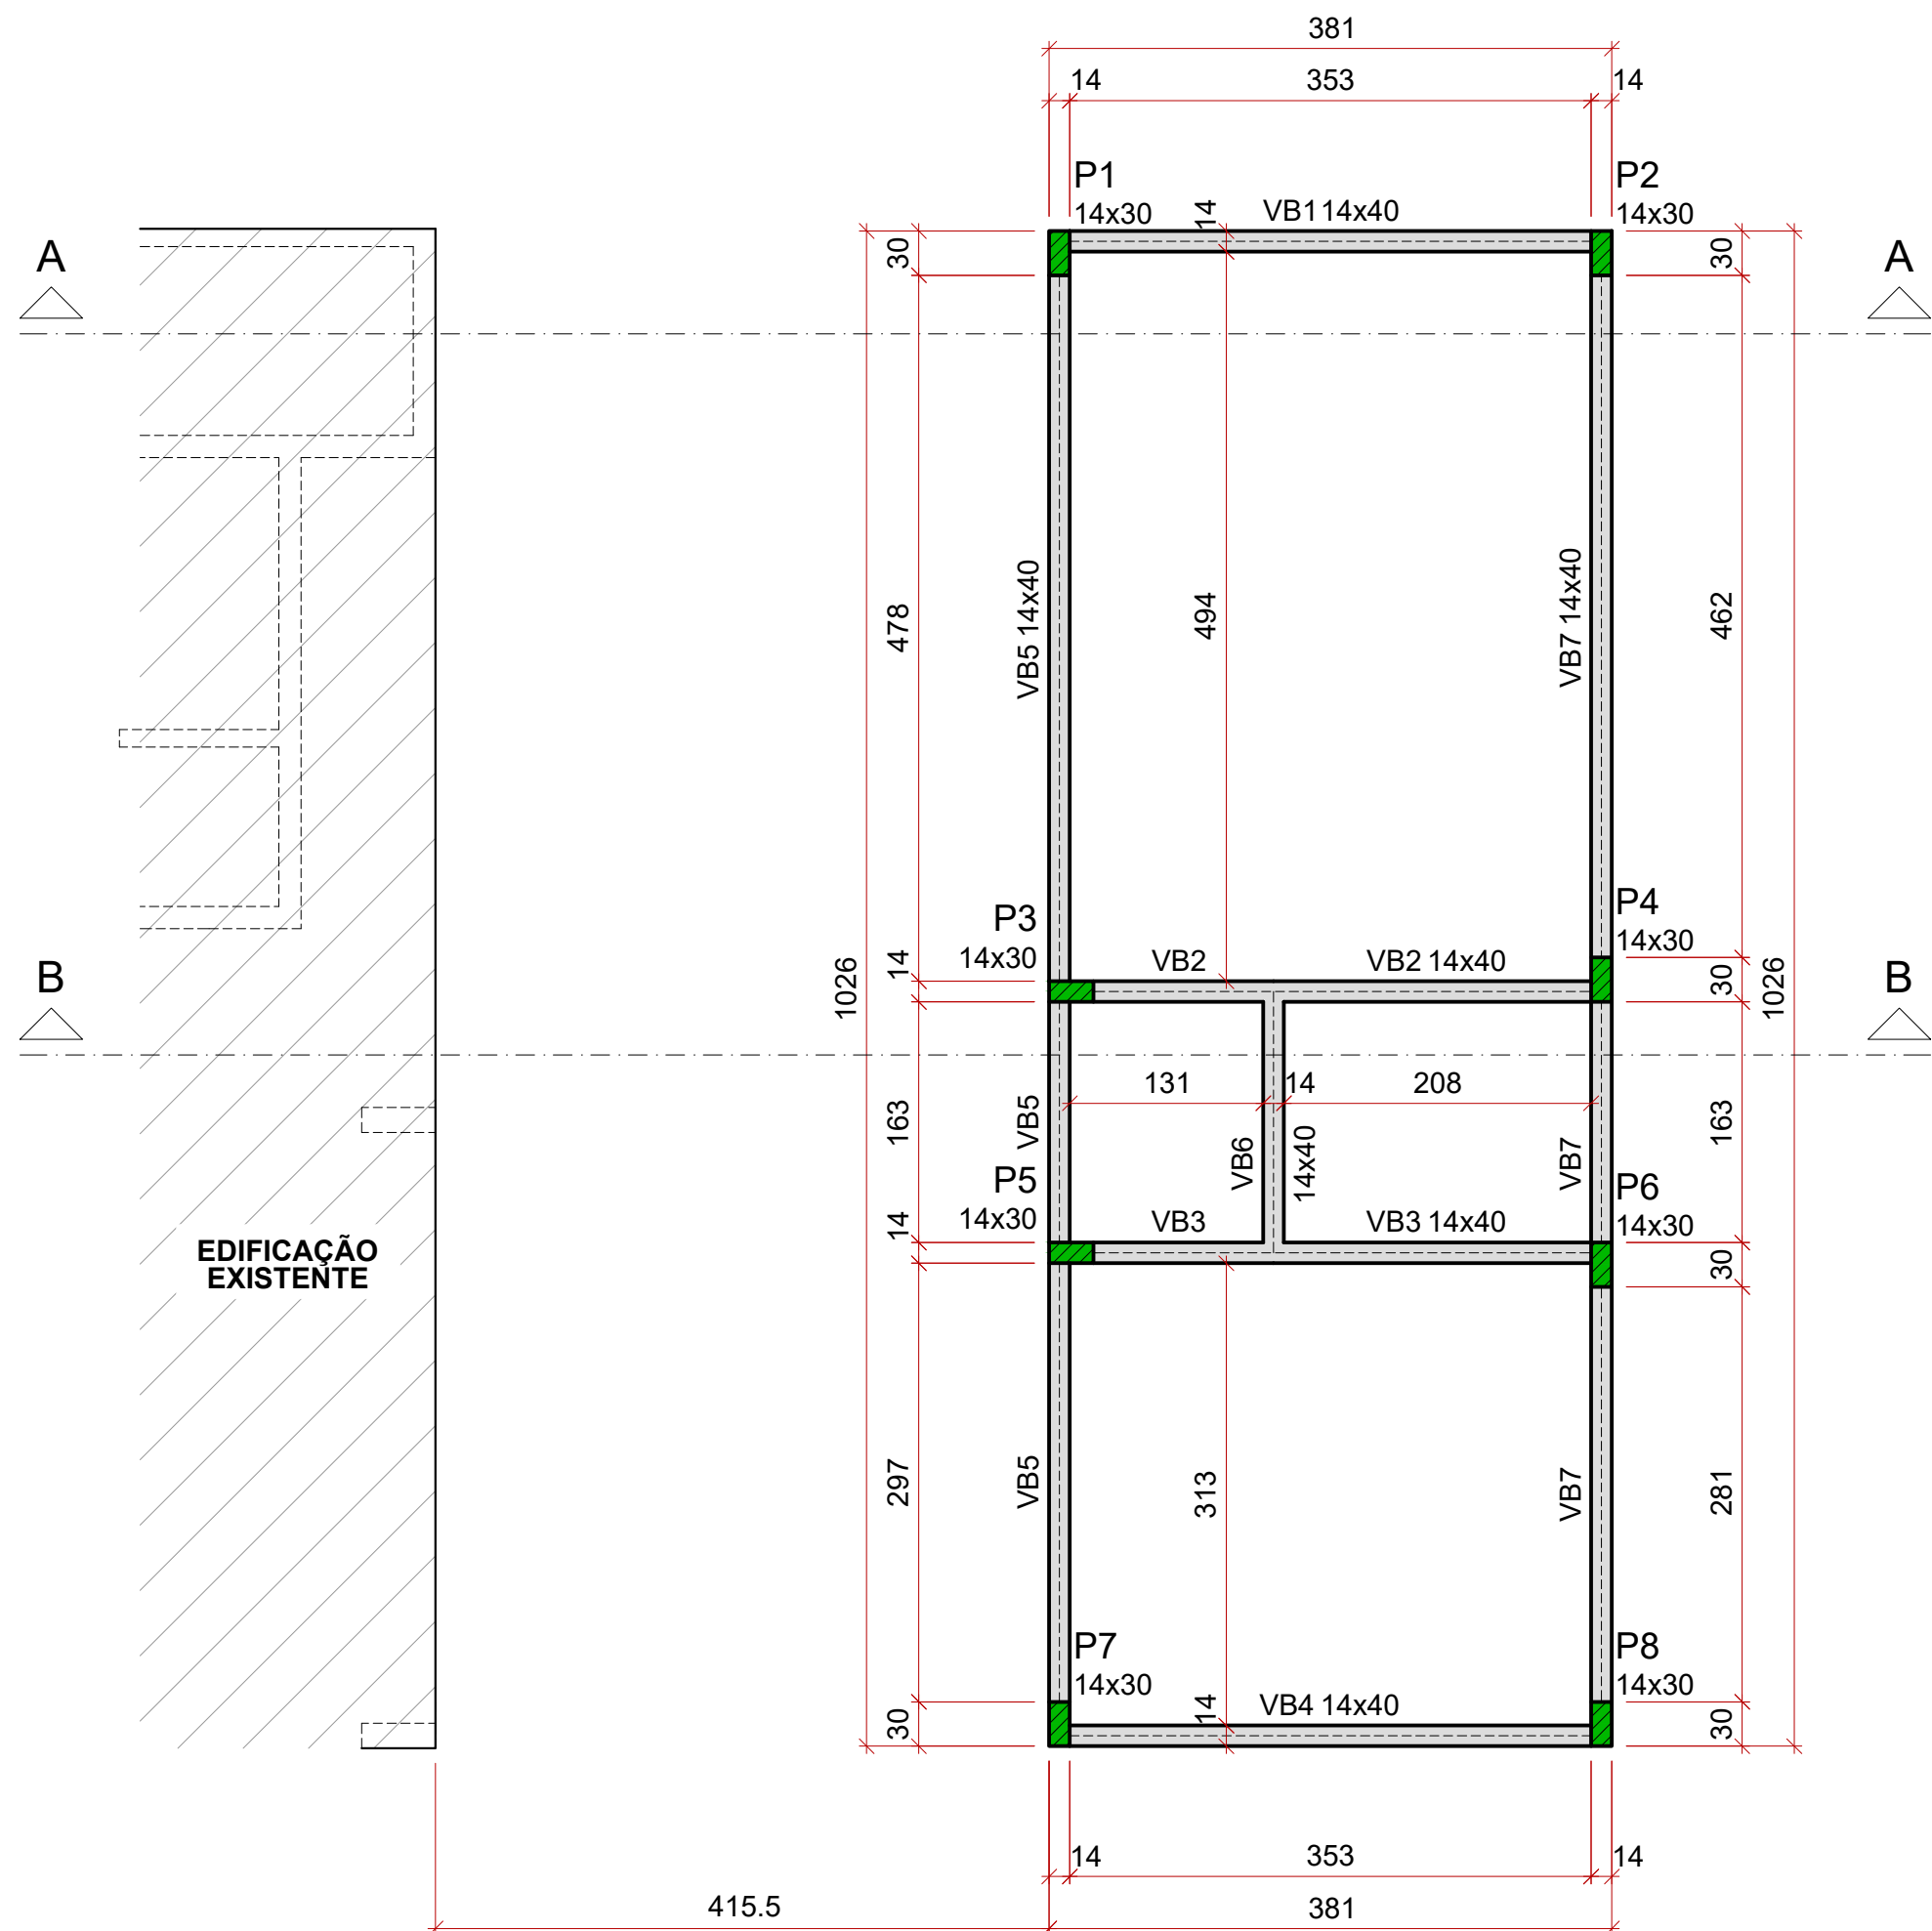 381
14
353
14
P1
14x30
14
VB1 14x40
P2
14x30
A
A
30
30
478
VB5 14x40
494
VB7 14x40
462
P3
14x30
VB2
VB2 14x40
P4
14x30
B
B
14
1026
30
1026
131
14
208
163
VB5
VB6
14x40
VB7
163
P5
14x30
VB3
VB3 14x40
P6
14x30
14
30
EDIFICAÇÃO
EXISTENTE
297
VB5
313
VB7
281
P7
14x30
14
VB4 14x40
P8
14x30
30
30
14
353
14
415.5
381